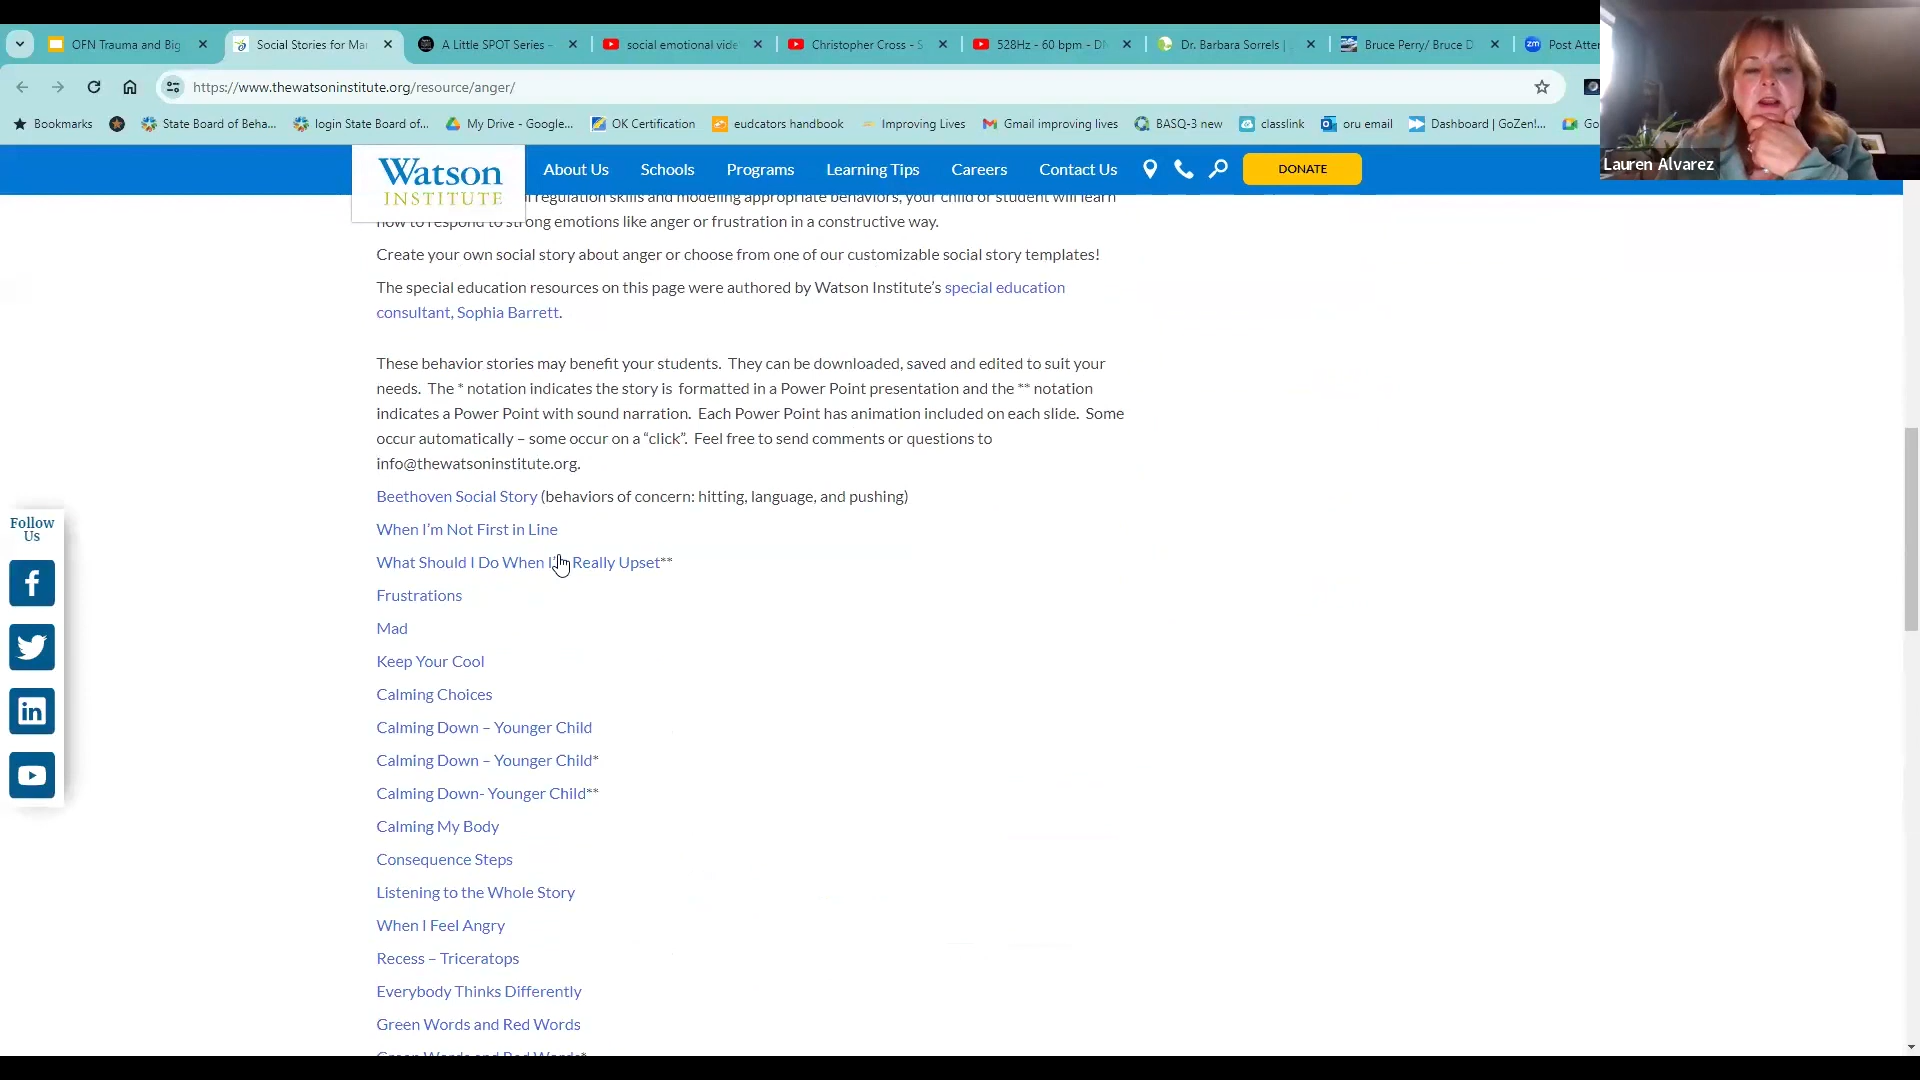 OFN Trauma and Big
Social Stories for Ma
A Little SPOT Series –
social emotional vide
Christopher Cross - S
528Hz - 60 bpm - D
Dr. Barbara Sorrels |
Bruce Perry/ Bruce D
zm Post Atte
https://www.thewatsoninstitute.org/resource/anger/
Bookmarks
State Board of Beha...
login State Board of...
My Drive - Google...
OK Certification
eudcators handbook
Improving Lives
Gmail improving lives
BASQ-3 new
classlink
oru email
Dashboard | GoZen!...
Go
Lauren Alvarez
Watson
INSTITUTE
About Us
Schools
Programs
Learning Tips
Careers
Contact Us
DONATE
regulation skills and modeling appropriate behaviors, your child or student will learn
how to respond to strong emotions like anger or frustration in a constructive way.
Create your own social story about anger or choose from one of our customizable social story templates!
The special education resources on this page were authored by Watson Institute’s special education
consultant, Sophia Barrett.
These behavior stories may benefit your students. They can be downloaded, saved and edited to suit your
needs. The * notation indicates the story is formatted in a Power Point presentation and the ** notation
indicates a Power Point with sound narration. Each Power Point has animation included on each slide. Some
occur automatically – some occur on a “click”. Feel free to send comments or questions to
info@thewatsoninstitute.org.
Beethoven Social Story (behaviors of concern: hitting, language, and pushing)
When I’m Not First in Line
What Should I Do When I’m Really Upset**
Frustrations
Mad
Keep Your Cool
Calming Choices
Calming Down – Younger Child
Calming Down – Younger Child*
Calming Down- Younger Child**
Calming My Body
Consequence Steps
Listening to the Whole Story
When I Feel Angry
Recess – Triceratops
Everybody Thinks Differently
Green Words and Red Words
Green Words and Red Words*
Follow
Us